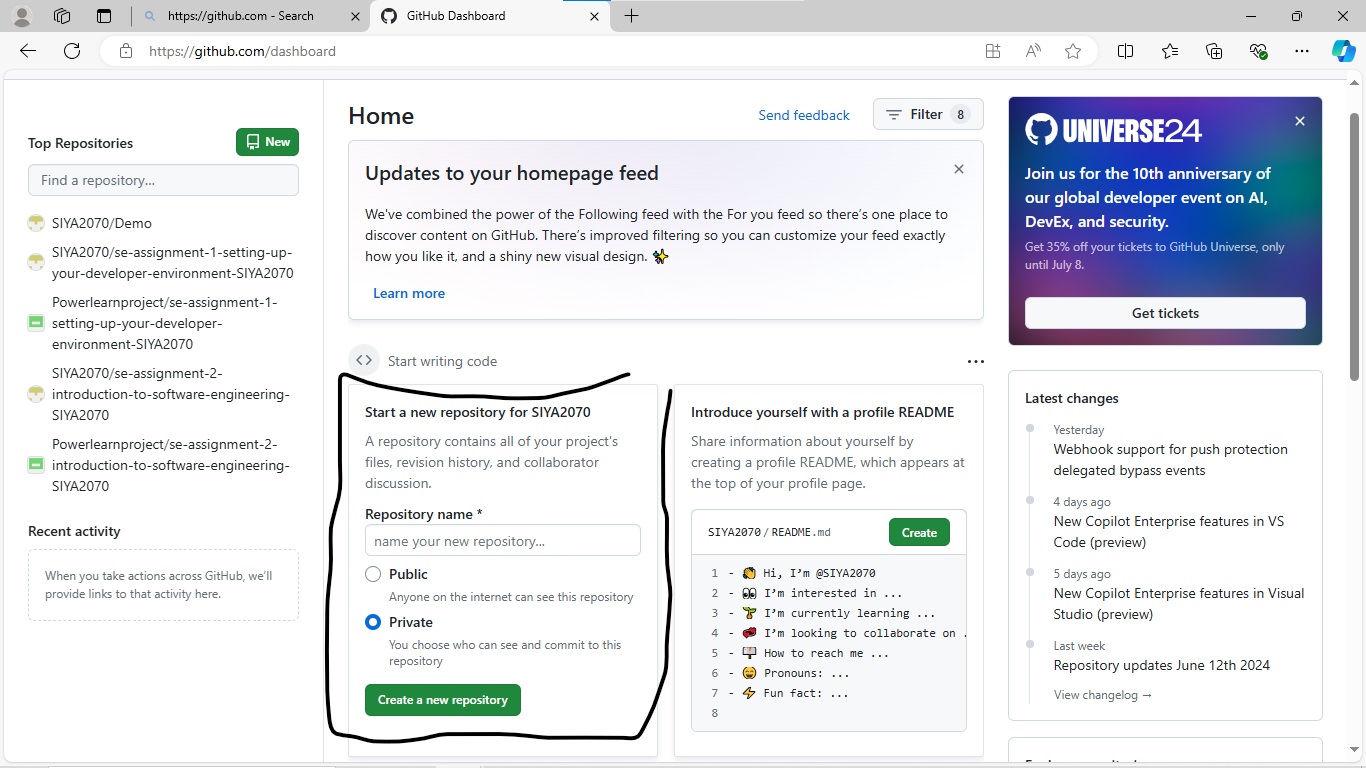 https://github.com - Search
GitHub Dashboard
https://github.com/dashboard
Top Repositories
New
Find a repository...
SIYA2070/Demo
SIYA2070/se-assignment-1-setting-up-
your-developer-environment-SIYA2070
Powerlearnproject/se-assignment-1-
setting-up-your-developer-
environment-SIYA2070
SIYA2070/se-assignment-2-
introduction-to-software-engineering-
SIYA2070
Powerlearnproject/se-assignment-2-
introduction-to-software-engineering-
SIYA2070
Recent activity
When you take actions across GitHub, we'll
provide links to that activity here.
Home
Send feedback
Filter 8
Updates to your homepage feed
We've combined the power of the Following feed with the For you feed so there's one place to
discover content on GitHub. There's improved filtering so you can customize your feed exactly
how you like it, and a shiny new visual design. ✨
Learn more
Start writing code
Start a new repository for SIYA2070
A repository contains all of your project's
files, revision history, and collaborator
discussion.
Repository name *
name your new repository...
Public
Anyone on the internet can see this repository
Private
You choose who can see and commit to this
repository
Create a new repository
Introduce yourself with a profile README
Share information about yourself by
creating a profile README, which appears at
the top of your profile page.
SIYA2070/README.md
Create
1 - 👋 Hi, I'm @SIYA2070
2 - 👀 I'm interested in ...
3 - 🌱 I'm currently learning ...
4 - 💞️ I'm looking to collaborate on .
5 - 📫 How to reach me ...
6 - 😄 Pronouns: ...
7 - ⚡ Fun fact: ...
8
UNIVERSE24
Join us for the 10th anniversary of
our global developer event on AI,
DevEx, and security.
Get 35% off your tickets to GitHub Universe, only
until July 8.
Get tickets
Latest changes
Yesterday
Webhook support for push protection
delegated bypass events
4 days ago
New Copilot Enterprise features in VS
Code (preview)
5 days ago
New Copilot Enterprise features in Visual
Studio (preview)
Last week
Repository updates June 12th 2024
View changelog →